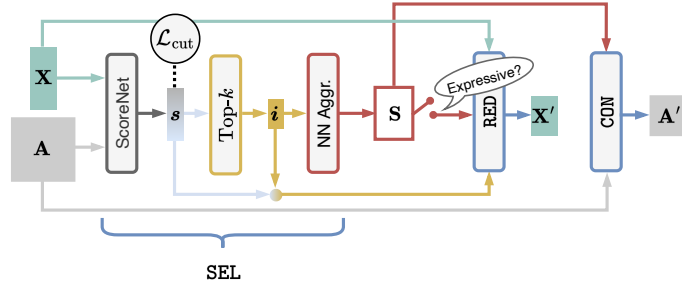 𝓛cut
X
A
ScoreNet
s
Top-k
i
NN Aggr.
S
Expressive?
RED
X′
CON
A′
SEL